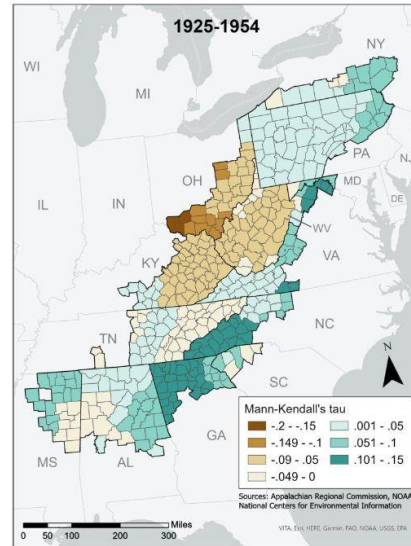 1925-1954
NY
WI
MI
PA
OH
NJ
MD
IL
IN
DE
WV
VA
KY
NC
TN
N
SC
MS
AL
GA
Mann-Kendall's tau
-.2 - -.15
-.149 - -.1
-.09 - .05
-.049 - 0
.001 - .05
.051 - .1
.101 - .15
Sources: Appalachian Regional Commission, NOAA
National Centers for Environmental Information
0 50 100 200 300
Miles
VITA, Esri, HERE, Garmin, FAO, NOAA, USGS, EPA